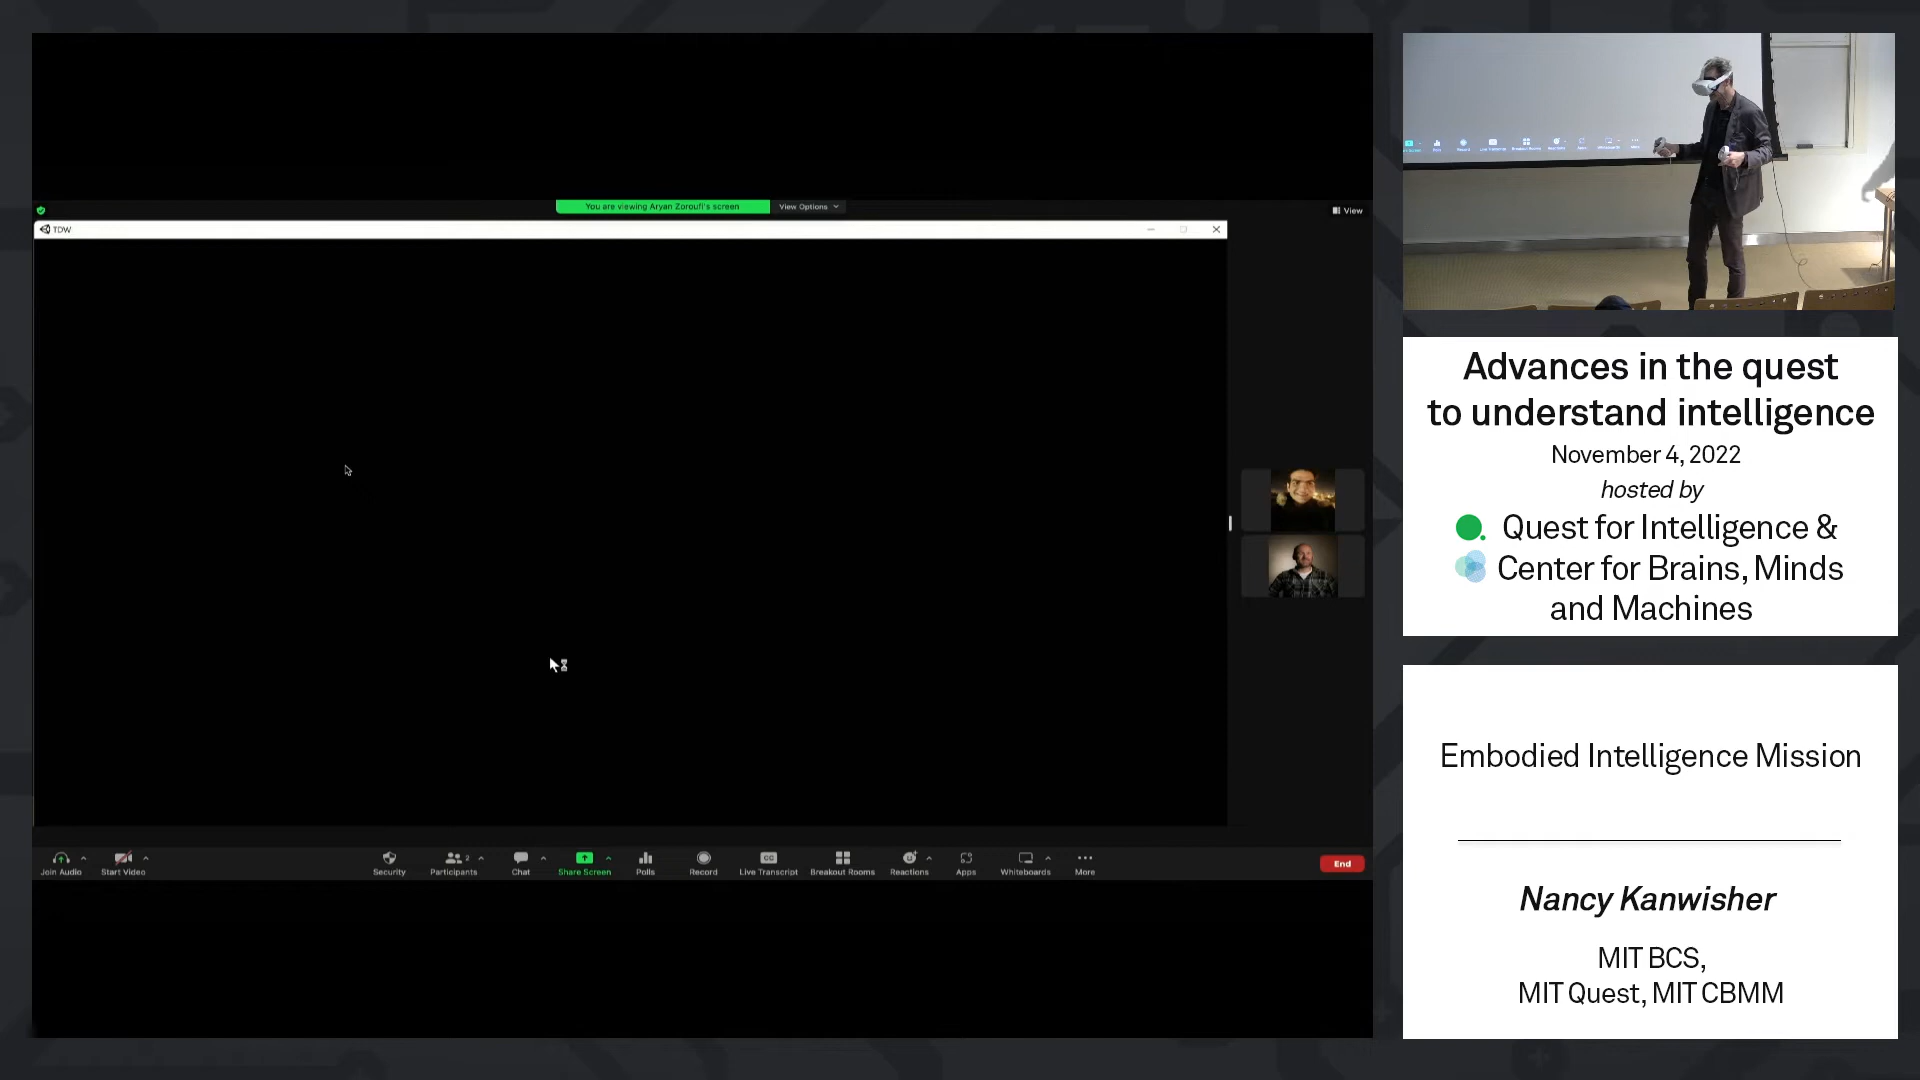 You are viewing Aryan Zoroufi's screen
View Options
View
TDW
Join Audio
Start Video
Security
Participants
2
Chat
Share Screen
Polls
Record
CC
Live Transcript
Breakout Rooms
Reactions
Apps
Whiteboards
More
End
Advances in the quest
to understand intelligence
November 4, 2022
hosted by
Quest for Intelligence &
Center for Brains, Minds
and Machines
Embodied Intelligence Mission
Nancy Kanwisher
MIT BCS,
MIT Quest, MIT CBMM